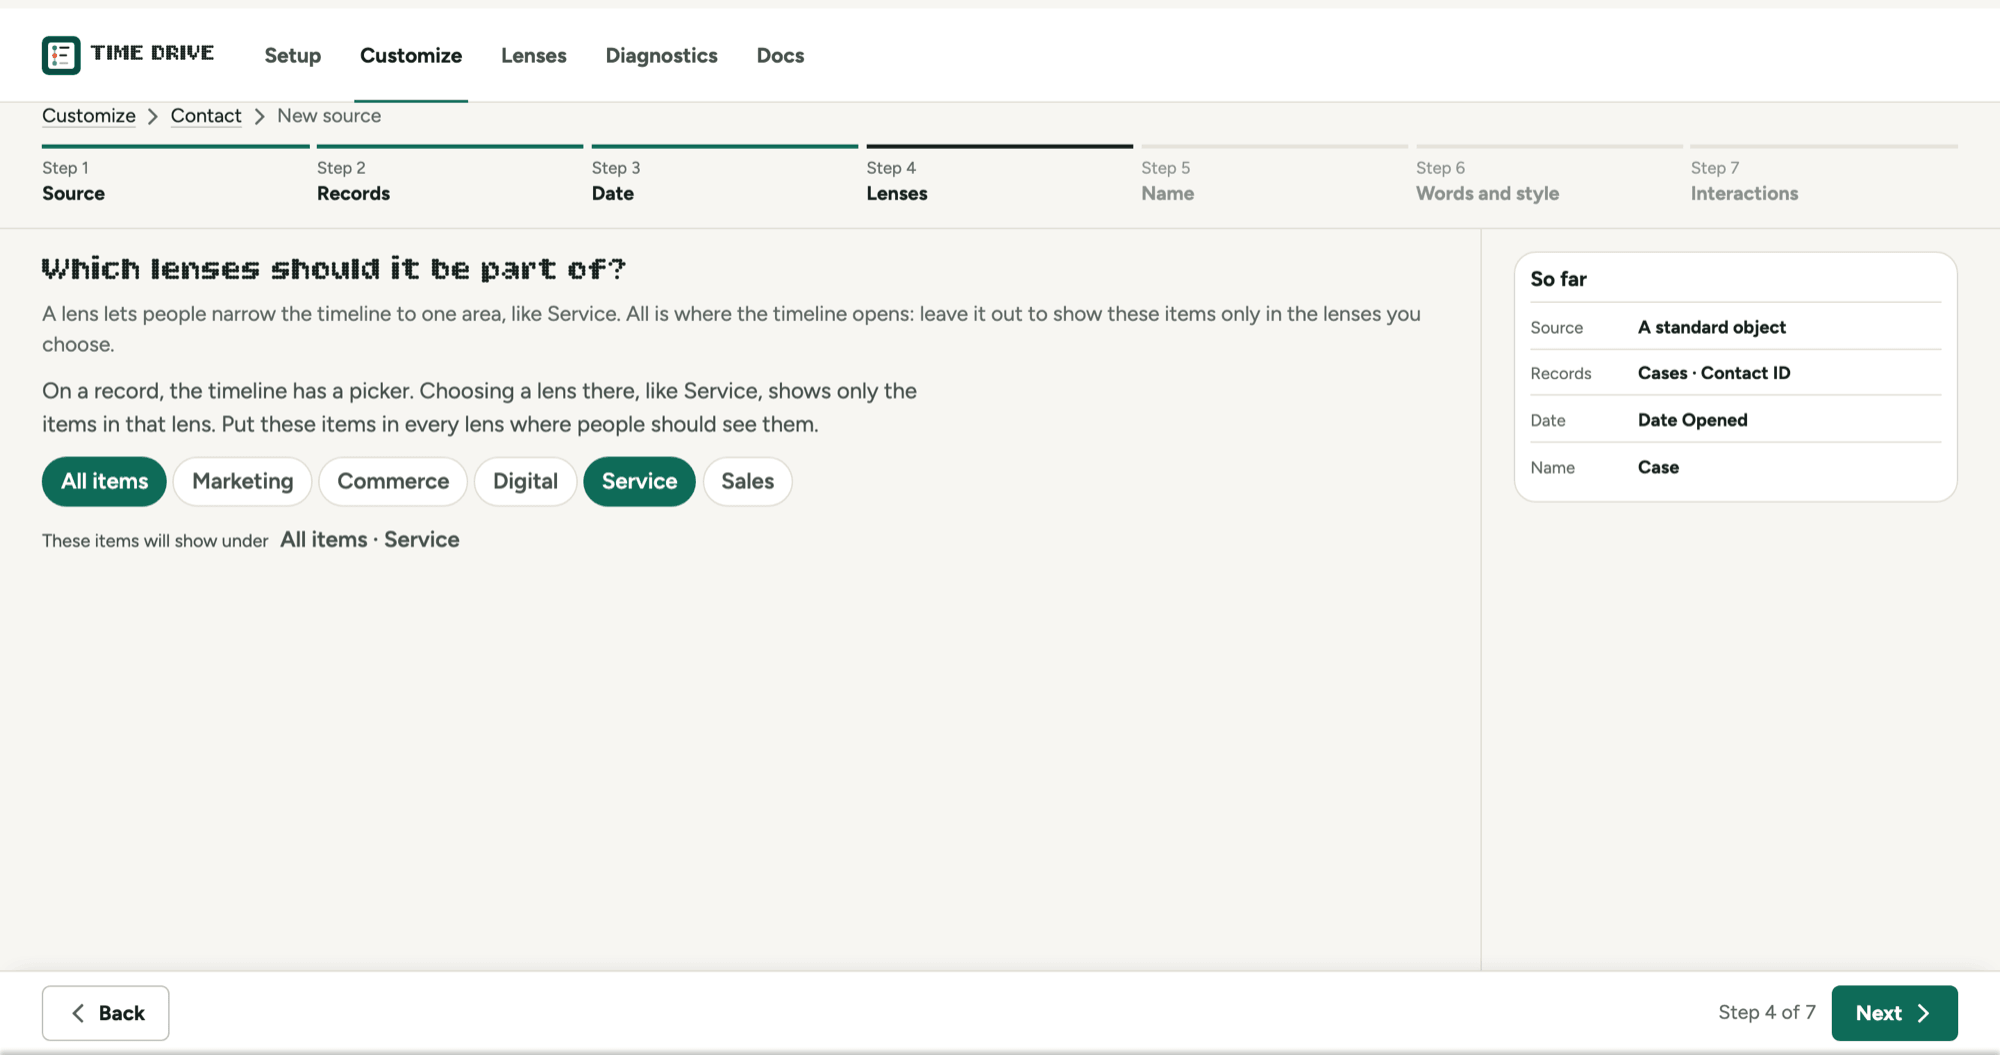 TIME DRIVE
Setup
Customize
Lenses
Diagnostics
Docs
Customize > Contact > New source
Step 1
Source
Step 2
Records
Step 3
Date
Step 4
Lenses
Step 5
Name
Step 6
Words and style
Step 7
Interactions
Which lenses should it be part of?
A lens lets people narrow the timeline to one area, like Service. All is where the timeline opens: leave it out to show these items only in the lenses you
choose.
On a record, the timeline has a picker. Choosing a lens there, like Service, shows only the
items in that lens. Put these items in every lens where people should see them.
All items
Marketing
Commerce
Digital
Service
Sales
These items will show under All items · Service
So far
Source A standard object
Records Cases · Contact ID
Date Date Opened
Name Case
Back
Step 4 of 7
Next